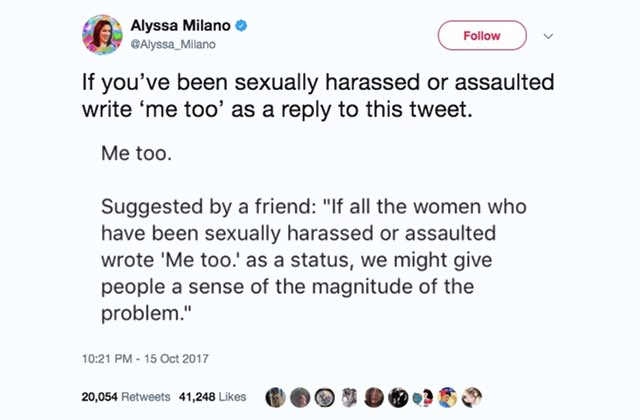 Alyssa Milano
@Alyssa_Milano
Follow
If you’ve been sexually harassed or assaulted
write ‘me too’ as a reply to this tweet.
Me too.
Suggested by a friend: "If all the women who
have been sexually harassed or assaulted
wrote 'Me too.' as a status, we might give
people a sense of the magnitude of the
problem."
10:21 PM - 15 Oct 2017
20,054 Retweets 41,248 Likes